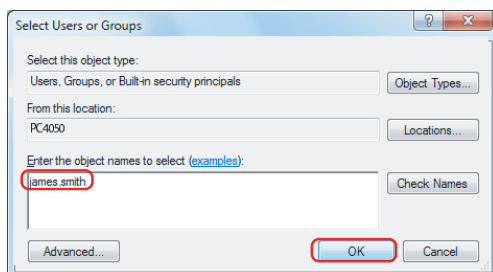 Select Users or Groups
Select this object type:
Users, Groups, or Built-in security principals
Object Types...
From this location:
PC4050
Locations...
Enter the object names to select (examples):
james.smith
Check Names
Advanced...
OK
Cancel